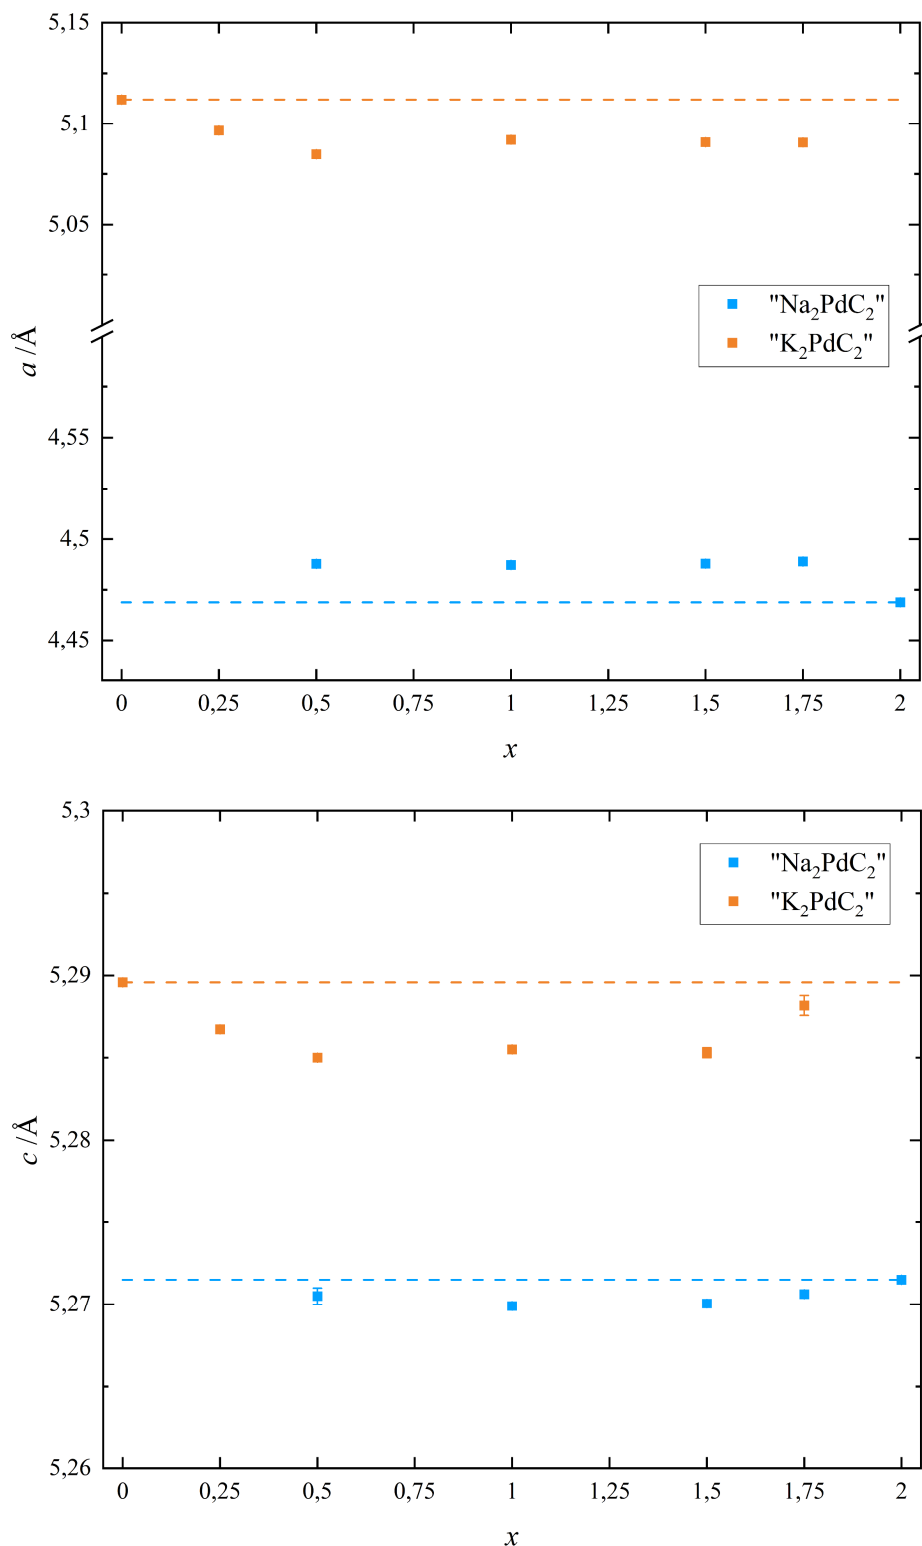 5,15
5,1
5,05
4,55
4,5
4,45
a /Å
"Na₂PdC₂"
"K₂PdC₂"
0 0,25 0,5 0,75 1 1,25 1,5 1,75 2
x
5,3
5,29
5,28
5,27
5,26
c /Å
"Na₂PdC₂"
"K₂PdC₂"
0 0,25 0,5 0,75 1 1,25 1,5 1,75 2
x